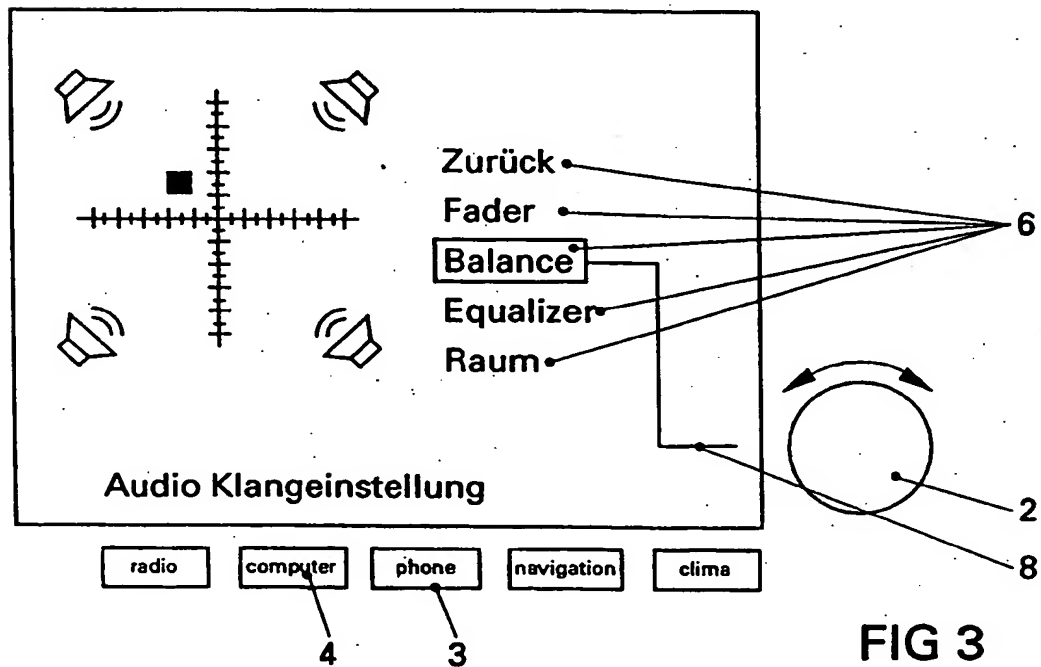 Zurück
Fader
Balance
Equalizer
Raum
6
Audio Klangeinstellung
2
8
radio
computer
phone
navigation
clima
4
3
FIG 3